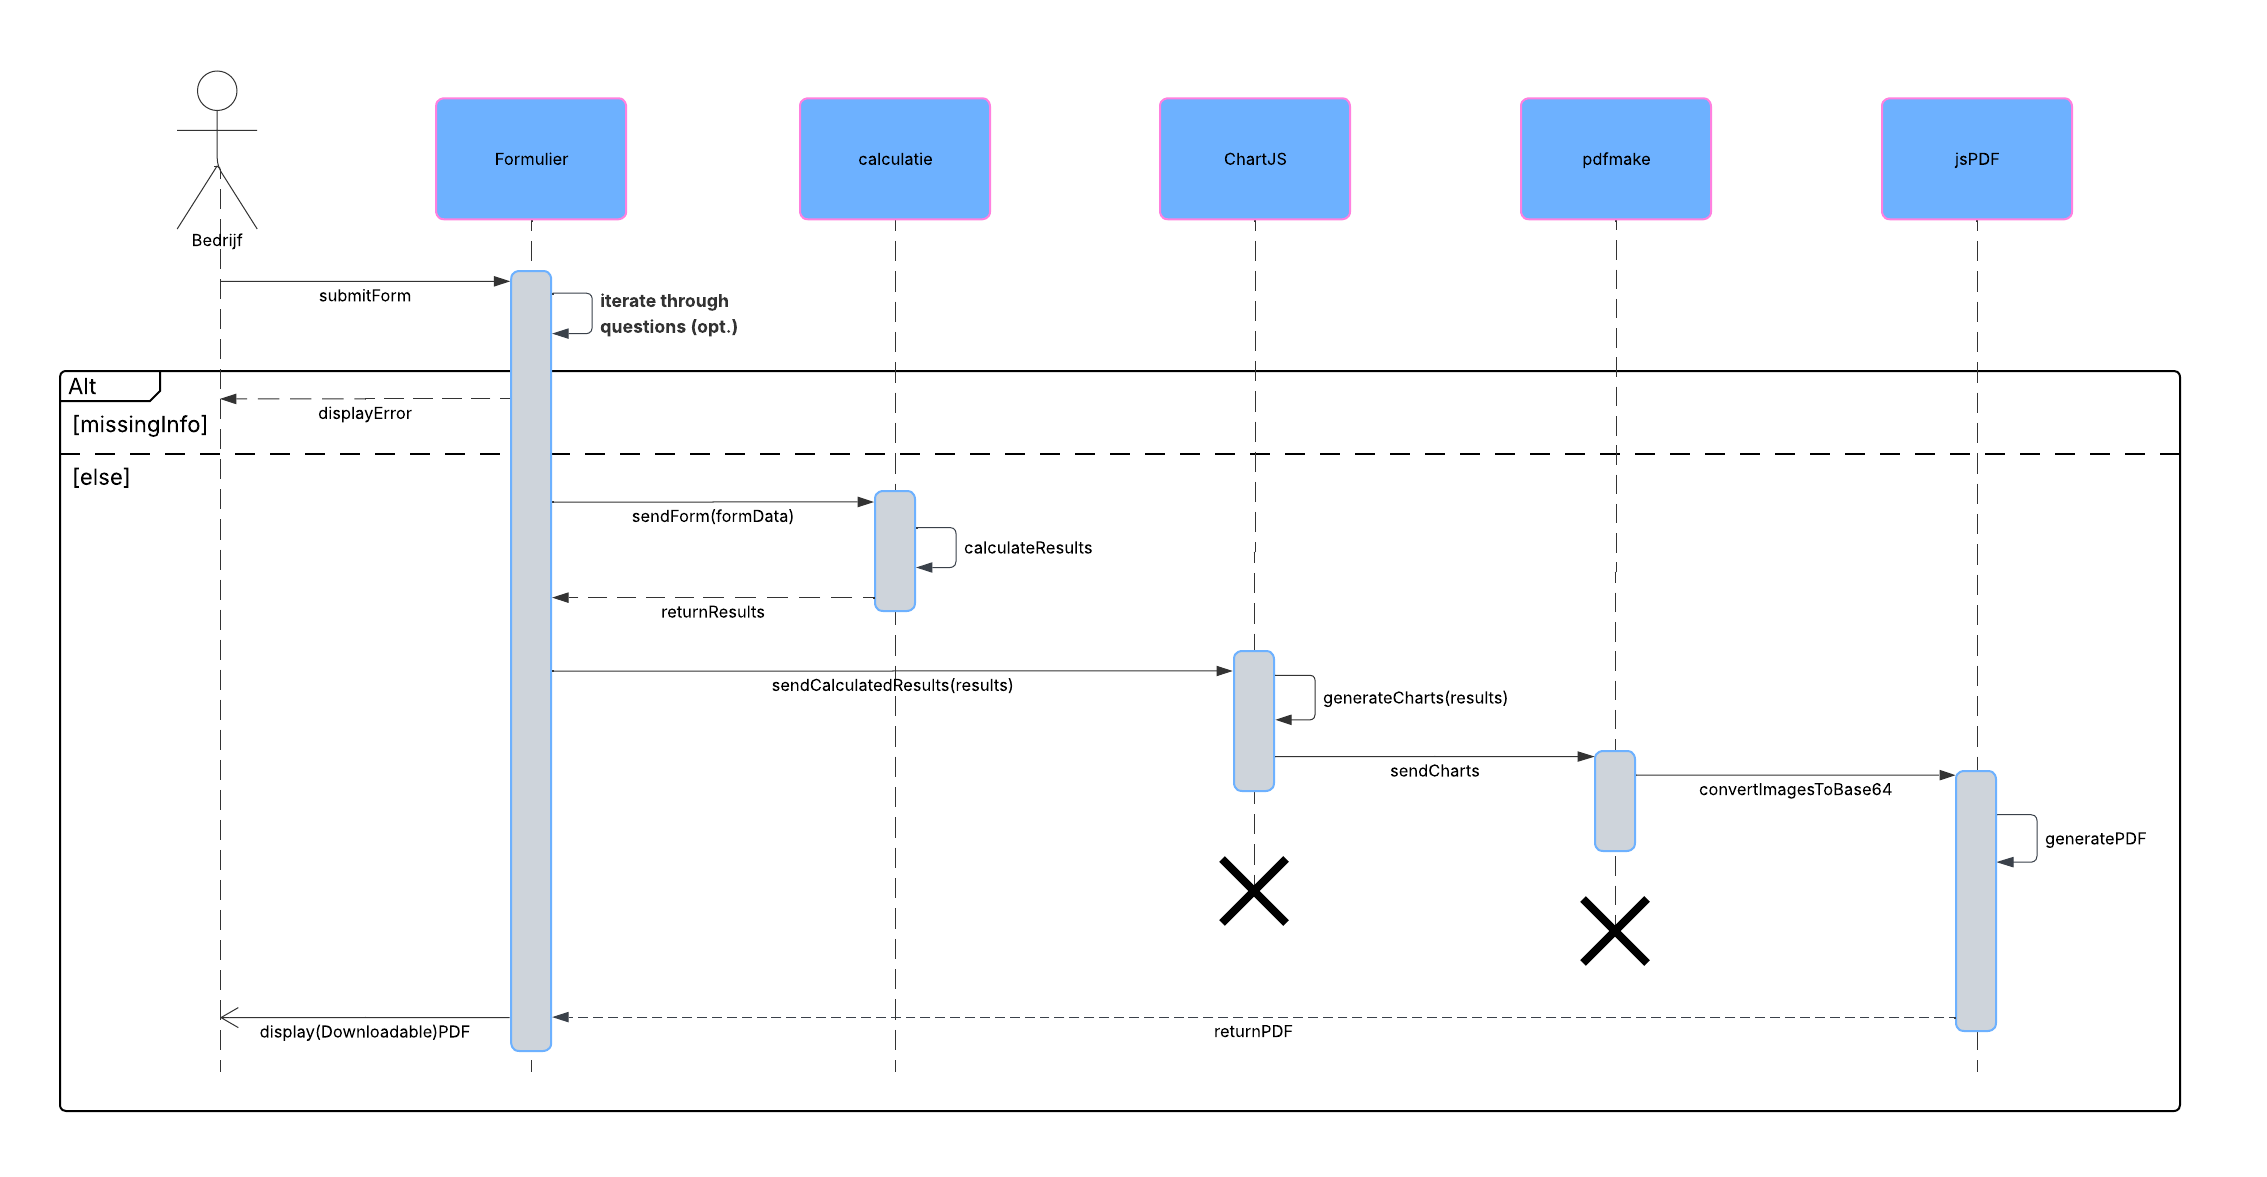 Formulier
calculatie
ChartJS
pdfmake
jsPDF
Bedrijf
submitForm
iterate through
questions (opt.)
Alt
displayError
[missingInfo]
[else]
sendForm(formData)
calculateResults
returnResults
sendCalculatedResults(results)
generateCharts(results)
sendCharts
convertImagesToBase64
generatePDF
display(Downloadable)PDF
returnPDF